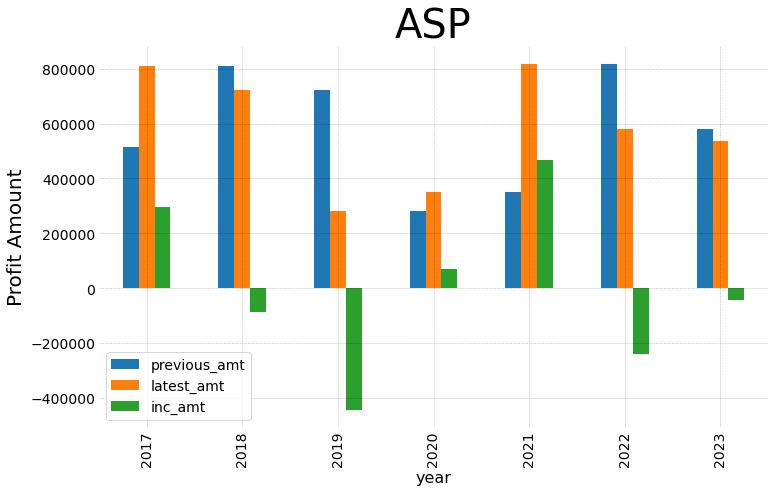 ASP
Profit Amount
800000
600000
400000
200000
0
−200000
−400000
previous_amt
latest_amt
inc_amt
2017
2018
2019
2020
2021
2022
2023
year